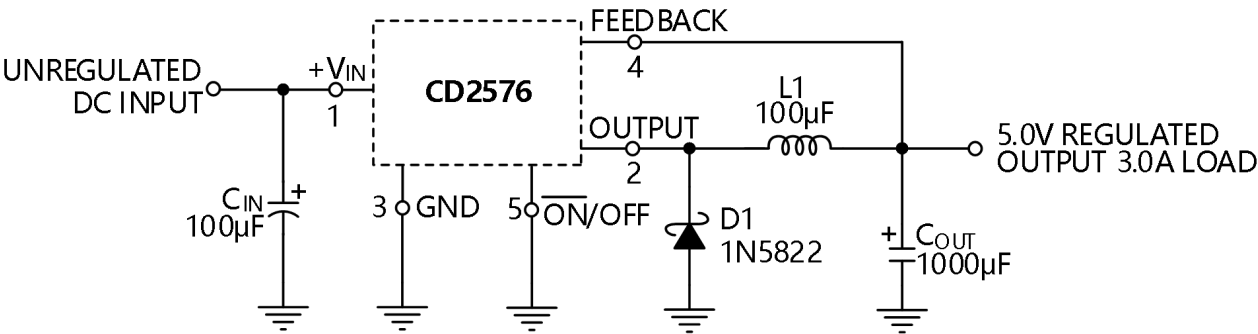 FEEDBACK
4
UNREGULATED
DC INPUT
+VIN
1
CD2576
L1
100μF
OUTPUT
2
5.0V REGULATED
OUTPUT 3.0A LOAD
CIN
+
100μF
3
GND
5
ON/OFF
D1
1N5822
+
COUT
1000μF